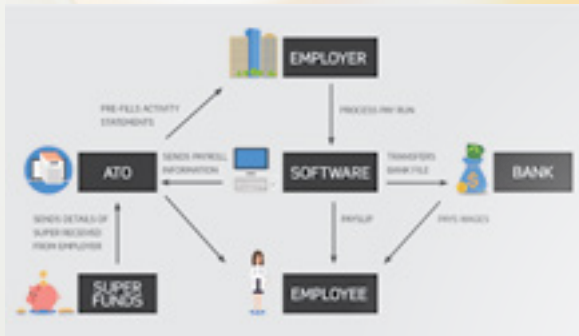 EMPLOYER
PRE-FILLS ACTIVITY
STATEMENTS
PROCESS PAY RUN
ATO
SENDS PAYROLL
INFORMATION
SOFTWARE
TRANSFERS
BANK FILE
BANK
SENDS DETAILS OF
SUPER RECEIVED
FROM EMPLOYER
PAYSLIP
PAYS WAGES
SUPER
FUNDS
EMPLOYEE